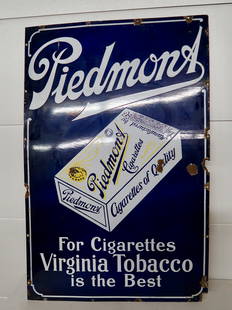 Piedmont
Piedmont
Cigarettes
Cigarettes of Quality
Piedmont
For Cigarettes
Virginia Tobacco
is the Best